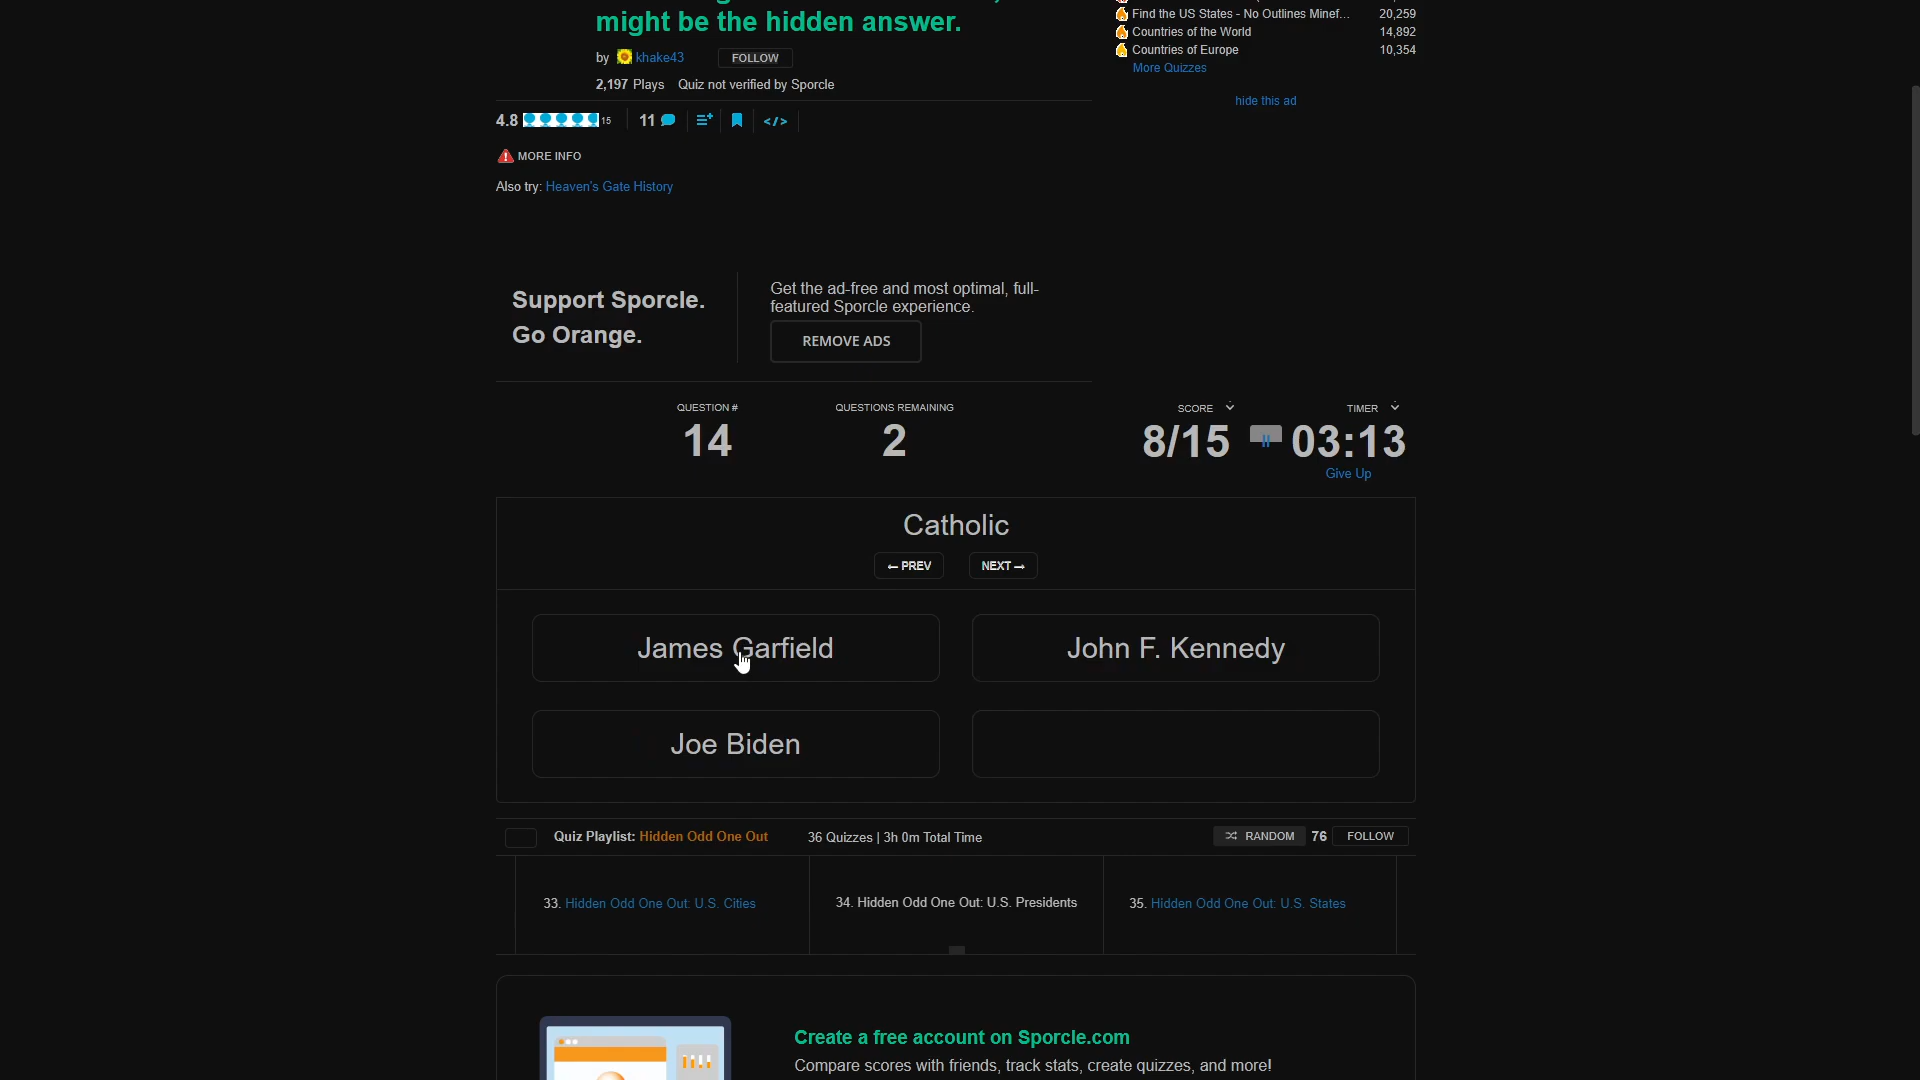 might be the hidden answer.
by khake43 FOLLOW
2,197 Plays Quiz not verified by Sporcle
4.8 15 11 </>
MORE INFO
Also try: Heaven's Gate History
Find the US States - No Outlines Minef... 20,259
Countries of the World 14,892
Countries of Europe 10,354
More Quizzes
hide this ad
Support Sporcle.
Go Orange.
Get the ad-free and most optimal, full-
featured Sporcle experience.
REMOVE ADS
QUESTION # QUESTIONS REMAINING SCORE TIMER
14 2 8/15 03:13
Give Up
Catholic
← PREV NEXT →
James Garfield John F. Kennedy
Joe Biden
Quiz Playlist: Hidden Odd One Out 36 Quizzes | 3h 0m Total Time RANDOM 76 FOLLOW
33. Hidden Odd One Out: U.S. Cities 34. Hidden Odd One Out: U.S. Presidents 35. Hidden Odd One Out: U.S. States
Create a free account on Sporcle.com
Compare scores with friends, track stats, create quizzes, and more!